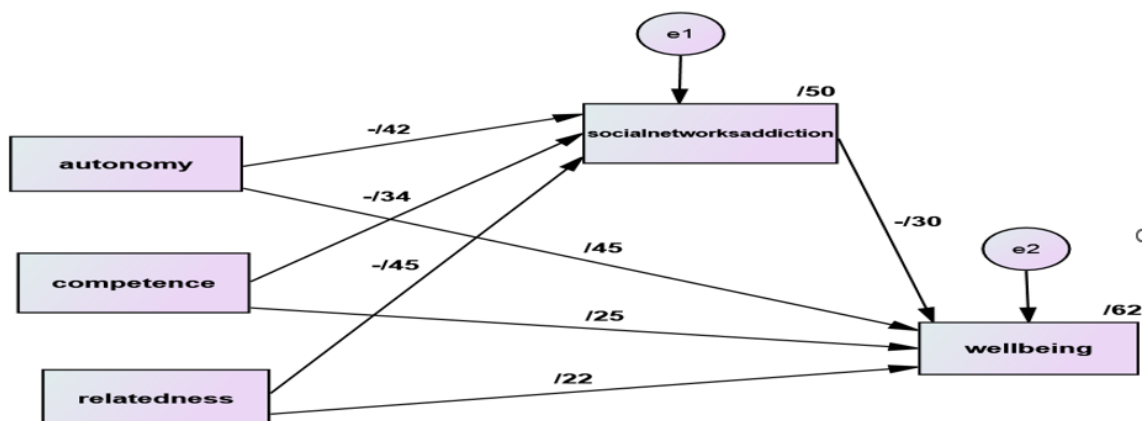 e1
/50
socialnetworksaddiction
-/42
autonomy
-/34
-/30
/45
e2
-/45
competence
/25
/62
wellbeing
/22
relatedness